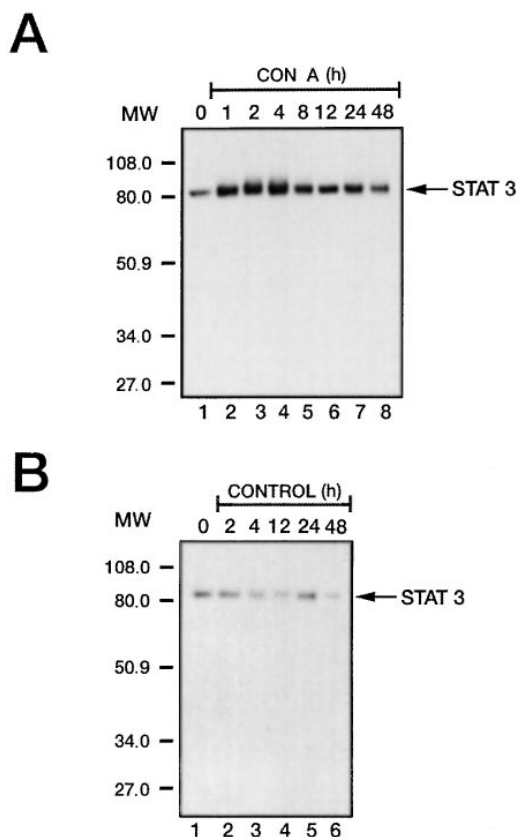 A
CON A (h)
MW 0 1 2 4 8 12 24 48
108.0
80.0
STAT 3
50.9
34.0
27.0
1 2 3 4 5 6 7 8
B
CONTROL (h)
MW 0 2 4 12 24 48
108.0
80.0
STAT 3
50.9
34.0
27.0
1 2 3 4 5 6